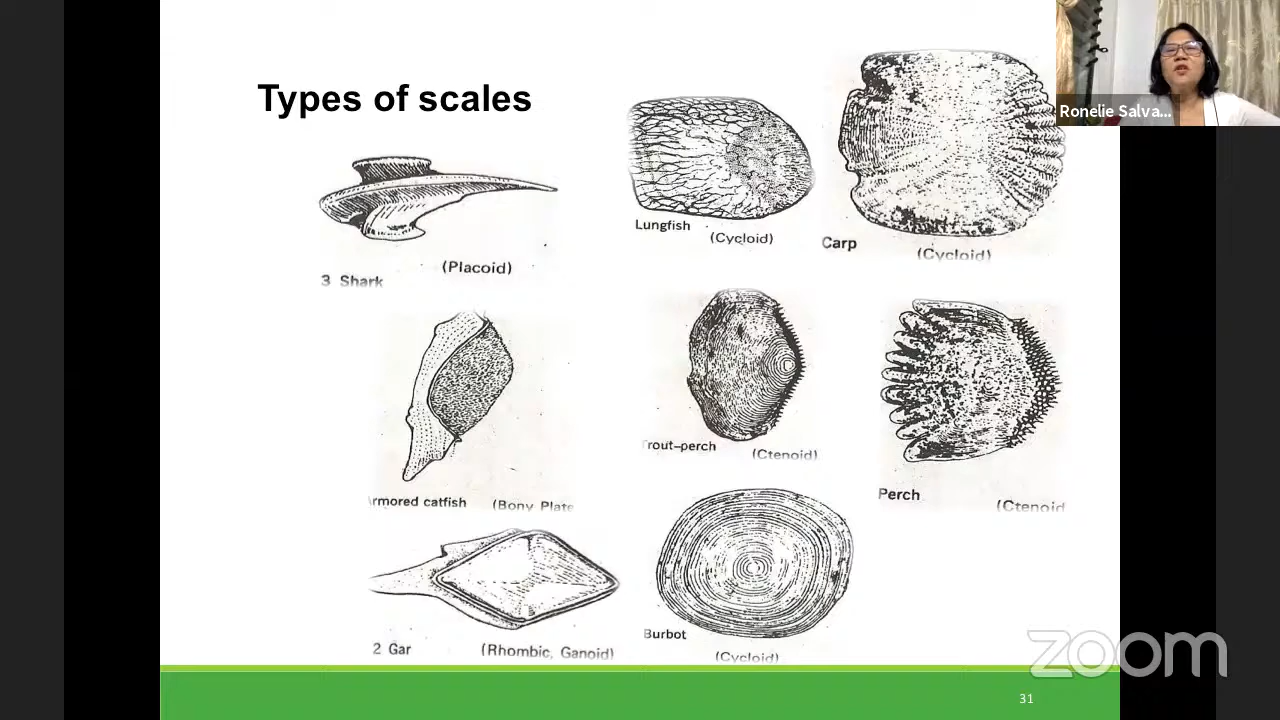 Types of scales
Ronelie Salva...
3 Shark
(Placoid)
Lungfish
(Cycloid)
Carp
(Cycloid)
rmored catfish
(Bony Plate
rout-perch
(Ctenoid)
Perch
(Ctenoid
2 Gar
(Rhombic, Ganoid)
Burbot
(Cycloid)
zoom
31